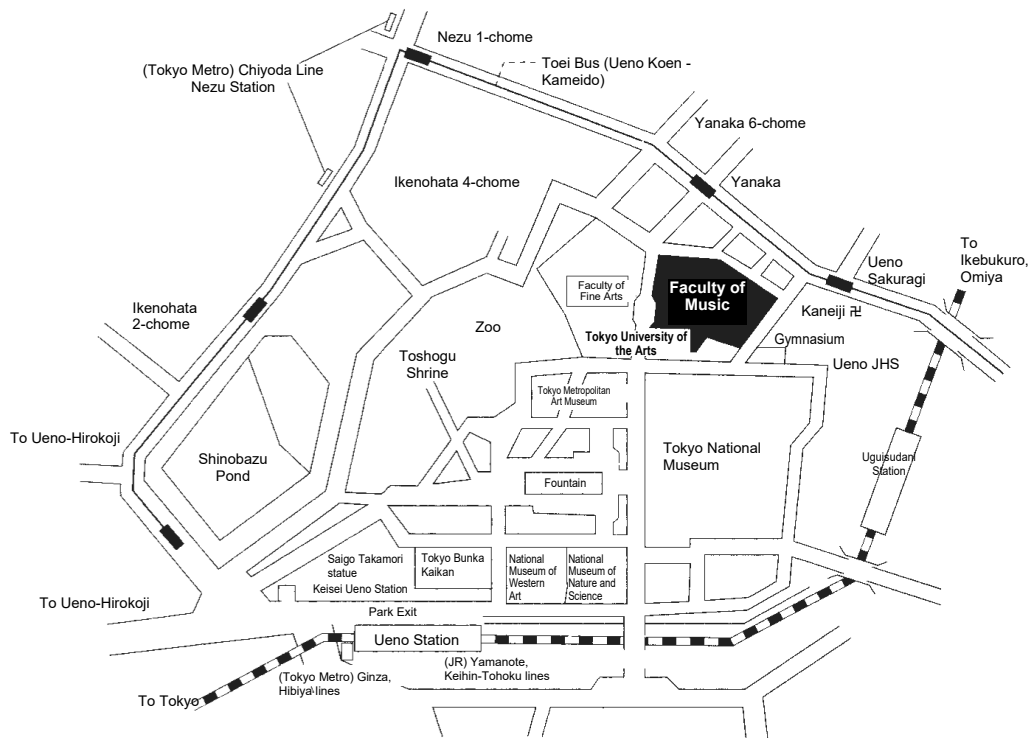 Nezu 1-chome
(Tokyo Metro) Chiyoda Line
Nezu Station
Toei Bus (Ueno Koen -
Kameido)
Yanaka 6-chome
Ikenohata 4-chome
Yanaka
To
Ikebukuro,
Omiya
Ueno
Sakuragi
Faculty of
Fine Arts
Faculty of
Music
Ikenohata
2-chome
Kaneiji 卍
Zoo
Tokyo University of
the Arts
Gymnasium
Toshogu
Shrine
Ueno JHS
Tokyo Metropolitan
Art Museum
To Ueno-Hirokoji
Shinobazu
Pond
Tokyo National
Museum
Uguisudani
Station
Fountain
Saigo Takamori
statue
Keisei Ueno Station
Tokyo Bunka
Kaikan
National
Museum of
Western
Art
National
Museum of
Nature and
Science
To Ueno-Hirokoji
Park Exit
Ueno Station
(JR) Yamanote,
Keihin-Tohoku lines
(Tokyo Metro) Ginza,
Hibiya lines
To Tokyo